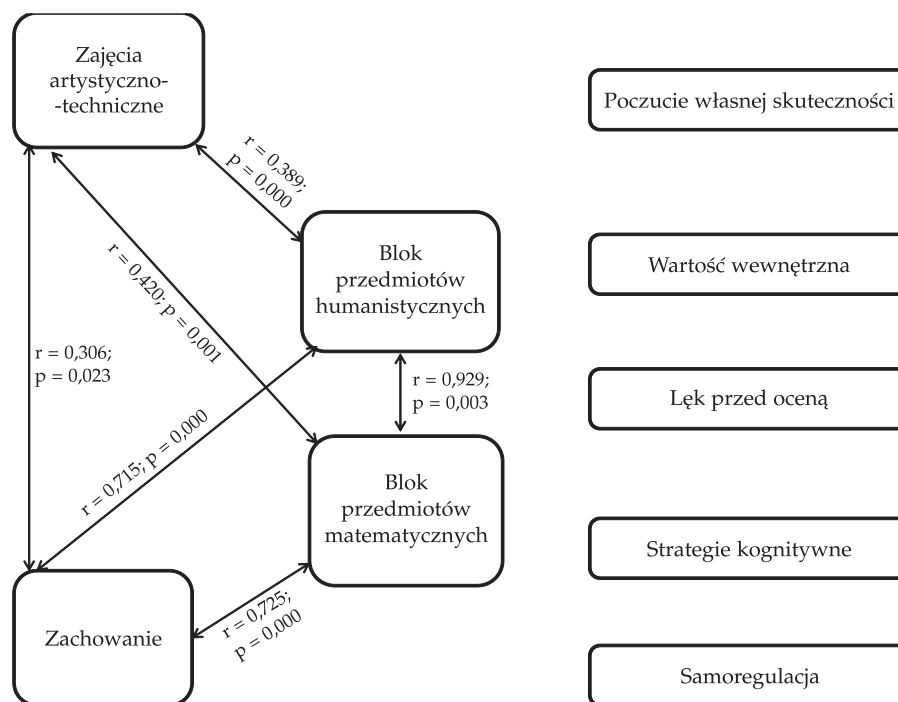 Zajęcia
artystyczno-
-techniczne
Poczucie własnej skuteczności
r = 0,389;
p = 0,000
Blok
przedmiotów
humanistycznych
Wartość wewnętrzna
r = 0,420; p = 0,001
r = 0,306;
p = 0,023
r = 0,929;
p = 0,003
Lęk przed oceną
r = 0,715; p = 0,000
Blok
przedmiotów
matematycznych
Strategie kognitywne
r = 0,725;
p = 0,000
Zachowanie
Samoregulacja